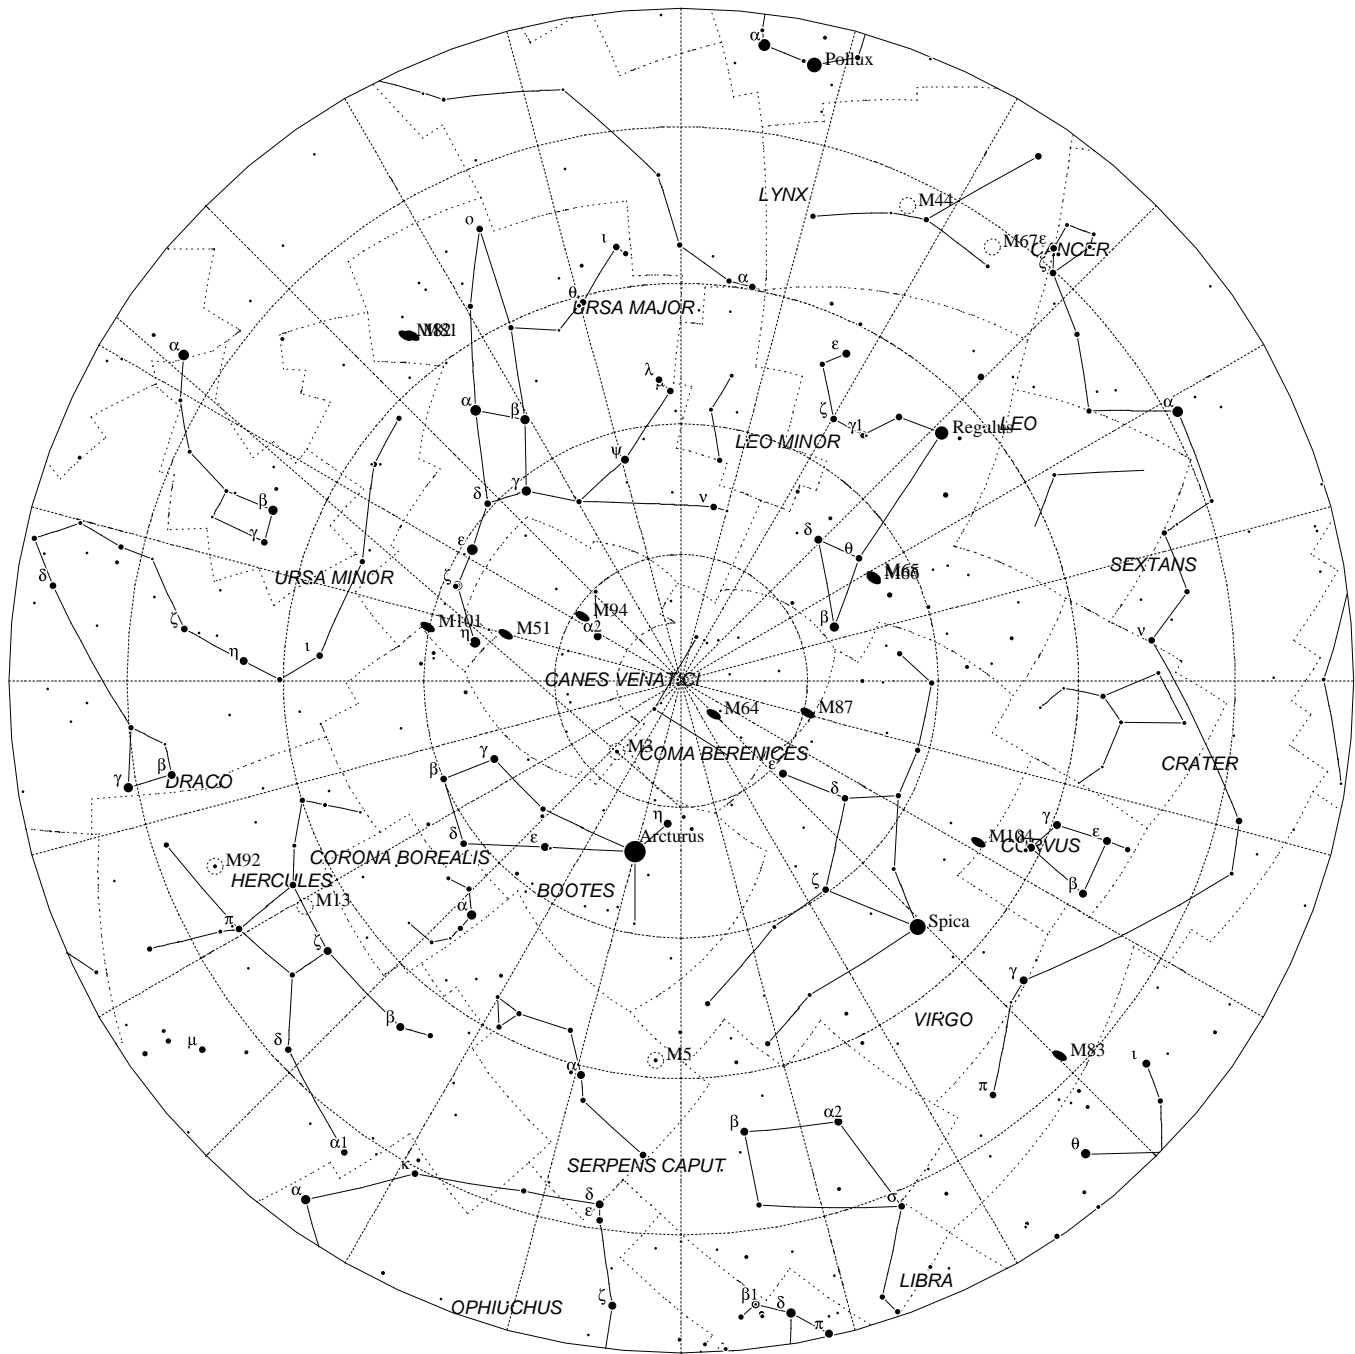 α
Pollux
LYNX
M44
ο
ι
M67
ε
CANCER
ζ
α
θ
URSA MAJOR
M82
M81
α
ε
λ
μ
α
β
ζ
γ1
α
Regulus
LEO
LEO MINOR
ψ
δ
γ
ν
β
γ
ε
δ
θ
M65
M66
SEXTANS
URSA MINOR
δ
ζ
M94
α2
M101
M51
η
β
ν
ζ
η
ι
CANES VENATICI
M64
M87
M3
COMA BERENICES
γ
β
ε
CRATER
β
DRACO
γ
δ
η
Arcturus
γ
M104
δ
CORVUS
ε
δ
ε
CORONA BOREALIS
M92
HERCULES
BOOTES
ζ
β
M13
α
π
Spica
ζ
γ
β
VIRGO
δ
μ
M5
M83
ι
α
π
β
α2
θ
α1
κ
SERPENS CAPUT
α
δ
ε
σ
LIBRA
β1
δ
ζ
OPHIUCHUS
π